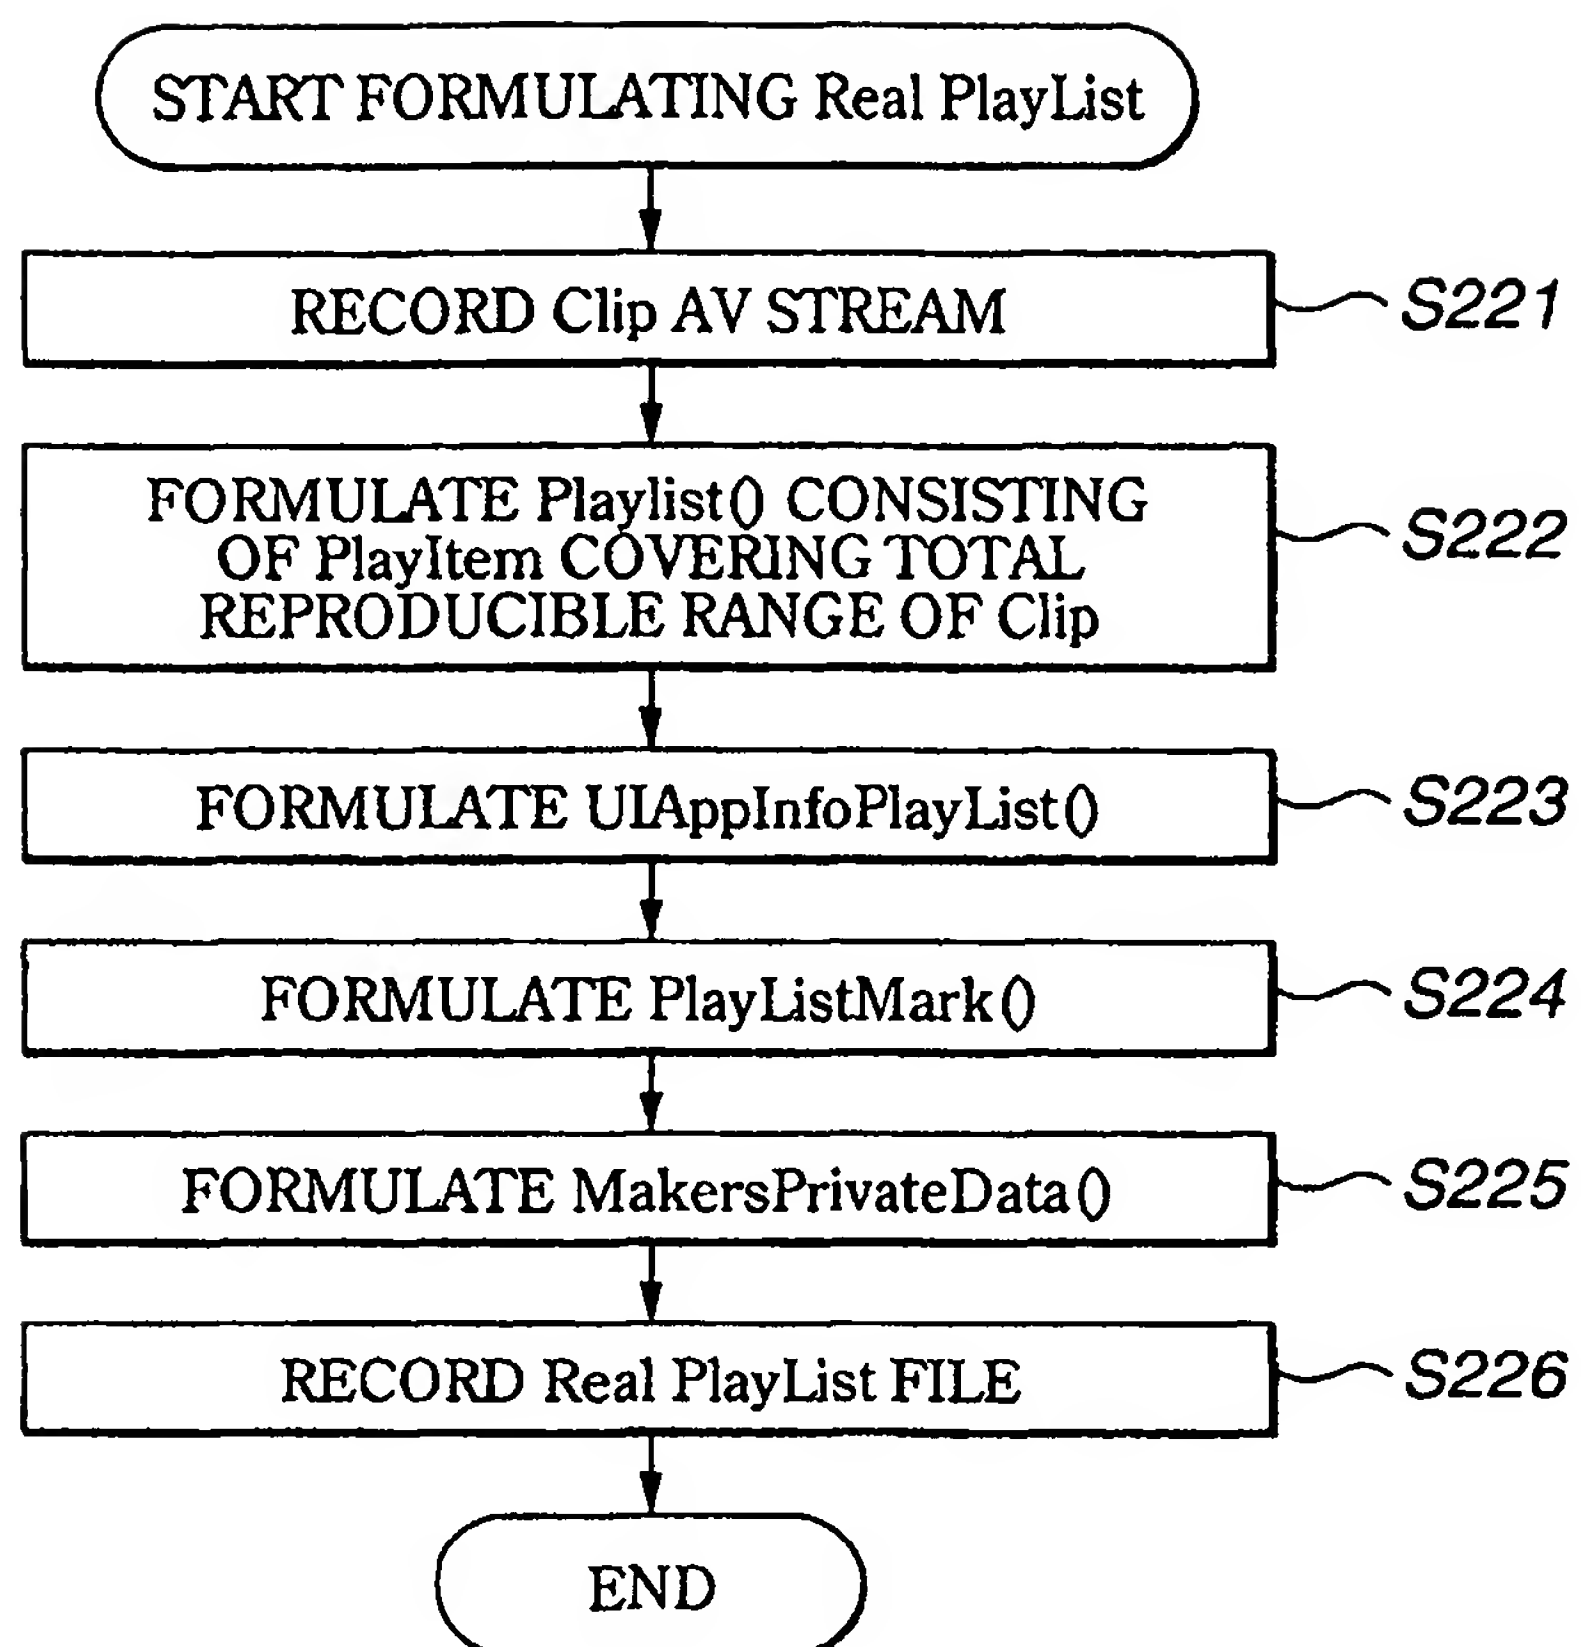 START FORMULATING Real PlayList
RECORD Clip AV STREAM
S221
FORMULATE Playlist() CONSISTING
OF PlayItem COVERING TOTAL
REPRODUCIBLE RANGE OF Clip
S222
FORMULATE UIAppInfoPlayList()
S223
FORMULATE PlayListMark()
S224
FORMULATE MakersPrivateData()
S225
RECORD Real PlayList FILE
S226
END